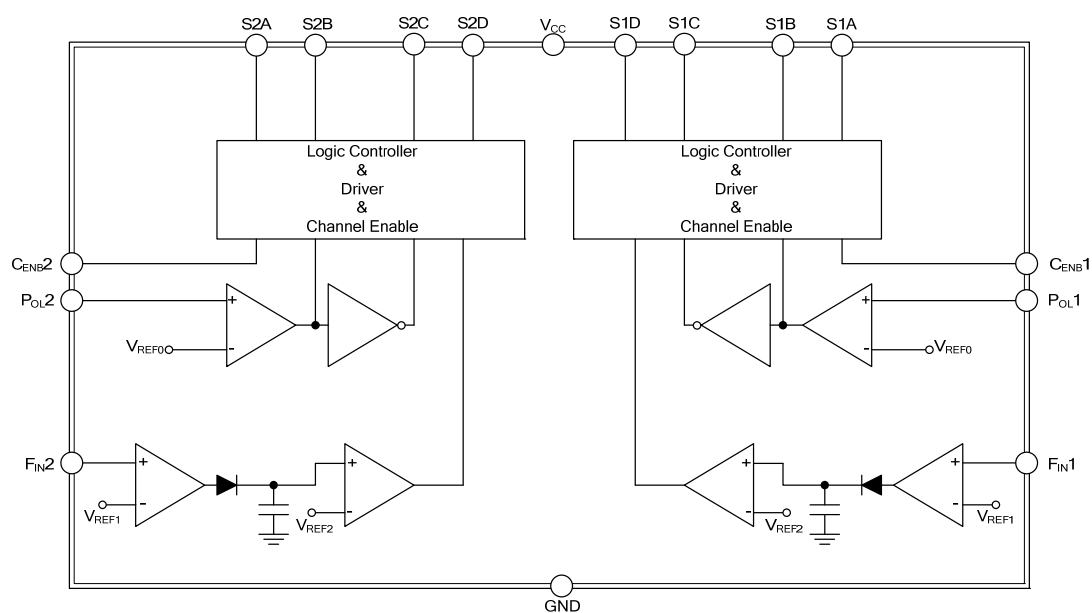 S2A S2B S2C S2D VCC S1D S1C S1B S1A
Logic Controller
&
Driver
&
Channel Enable
Logic Controller
&
Driver
&
Channel Enable
CENB2
CENB1
POL2
POL1
+
+
VREF0
-
-
VREF0
FIN2
+
+
+
+
FIN1
VREF1
-
VREF2
-
-
VREF2
-
VREF1
GND